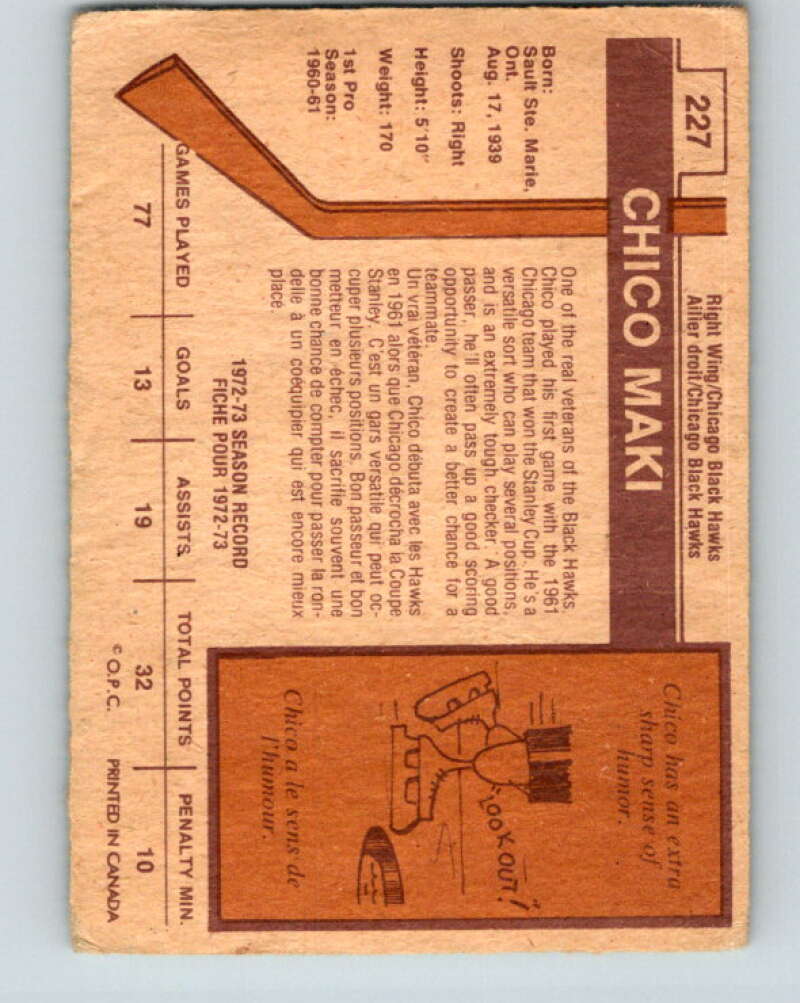 227
Right Wing/Chicago Black Hawks
Ailier droit/Chicago Black Hawks
CHICO MAKI
Born:
Sault Ste. Marie,
Ont.
Aug. 17, 1939
Shoots: Right
Height: 5'10"
Weight: 170
1st Pro
Season:
1960-61
One of the real veterans of the Black Hawks,
Chico played his first game with the 1961
Chicago team that won the Stanley Cup. He's a
versatile sort who can play several positions,
and is an extremely tough checker. A good
passer, he'll often pass up a good scoring
opportunity to create a better chance for a
teammate.
Un vrai vétéran, Chico débuta avec les Hawks
en 1961 alors que Chicago décrocha la Coupe
Stanley. C'est un gars versatile qui peut oc-
cuper plusieurs positions. Bon passeur et bon
metteur en échec, il sacrifie souvent une
bonne chance de compter pour passer la ron-
delle à un coéquipier qui est encore mieux
placé.
Chico has an extra
sharp sense of
humor.
"LOOK OUT!"
Chico a le sens de
l'humour.
1972-73 SEASON RECORD
FICHE POUR 1972-73
GAMES PLAYED GOALS ASSISTS TOTAL POINTS PENALTY MIN.
77 13 19 32 10
© O.P.C. PRINTED IN CANADA